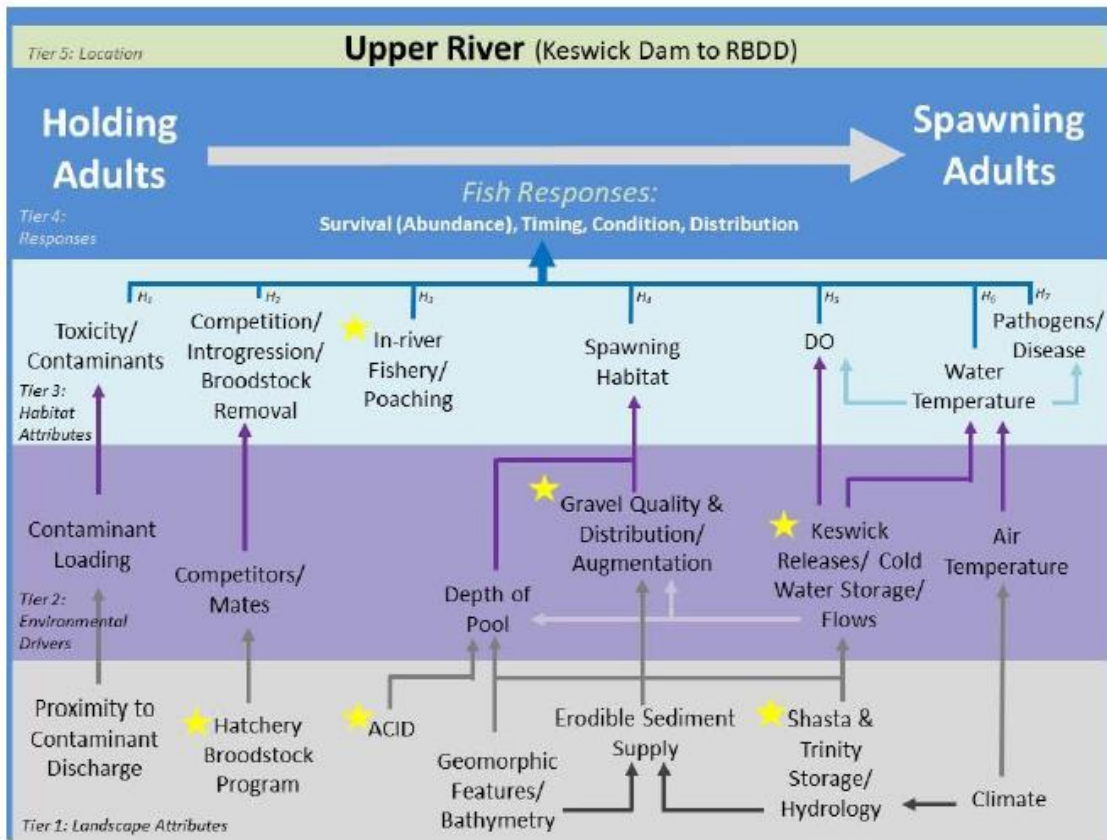 Tier 5: Location
Upper River (Keswick Dam to RBDD)
Holding
Adults
Spawning
Adults
Fish Responses:
Survival (Abundance), Timing, Condition, Distribution
Tier 4:
Responses
H1
H2
H3
H4
H5
H6
H7
Toxicity/
Contaminants
Competition/
Introgression/
Broodstock
Removal
In-river
Fishery/
Poaching
Spawning
Habitat
DO
Water
Temperature
Pathogens/
Disease
Tier 3:
Habitat
Attributes
Contaminant
Loading
Competitors/
Mates
Depth of
Pool
Gravel Quality &
Distribution/
Augmentation
Keswick
Releases/ Cold
Water Storage/
Flows
Air
Temperature
Tier 2:
Environmental
Drivers
Proximity to
Contaminant
Discharge
Hatchery
Broodstock
Program
ACID
Geomorphic
Features/
Bathymetry
Erodible Sediment
Supply
Shasta &
Trinity
Storage/
Hydrology
Climate
Tier 1: Landscape Attributes